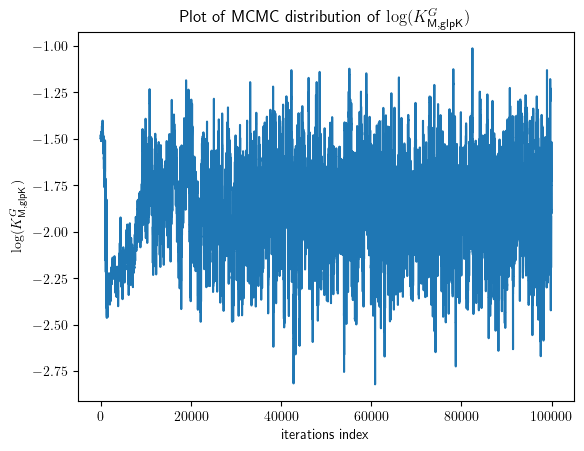 Plot of MCMC distribution of log(K^G_{M,glpK})
−1.00
−1.25
−1.50
−1.75
−2.00
−2.25
−2.50
−2.75
log(K^G_{M,glpK})
0 20000 40000 60000 80000 100000
iterations index